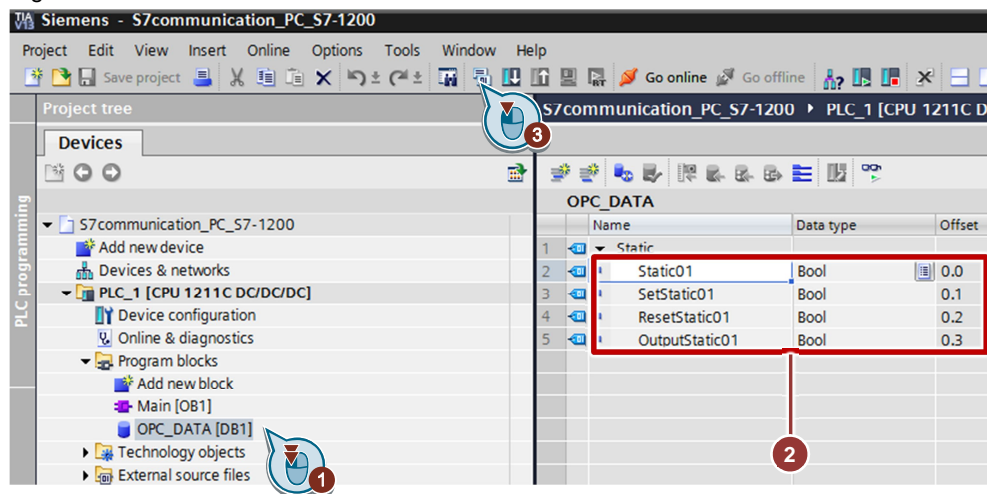 Siemens - S7communication_PC_S7-1200
Project Edit View Insert Online Options Tools Window Help
Save project Go online Go offline
Project tree
S7communication_PC_S7-1200 PLC_1 [CPU 1211C D
3
Devices
PLC programming
OPC_DATA
Name Data type Offset
S7communication_PC_S7-1200
1 Static
Add new device
2 Static01 Bool 0.0
Devices & networks
3 SetStatic01 Bool 0.1
PLC_1 [CPU 1211C DC/DC/DC]
4 ResetStatic01 Bool 0.2
Device configuration
5 OutputStatic01 Bool 0.3
Online & diagnostics
Program blocks
Add new block
Main [OB1]
OPC_DATA [DB1]
Technology objects
2
External source files
1